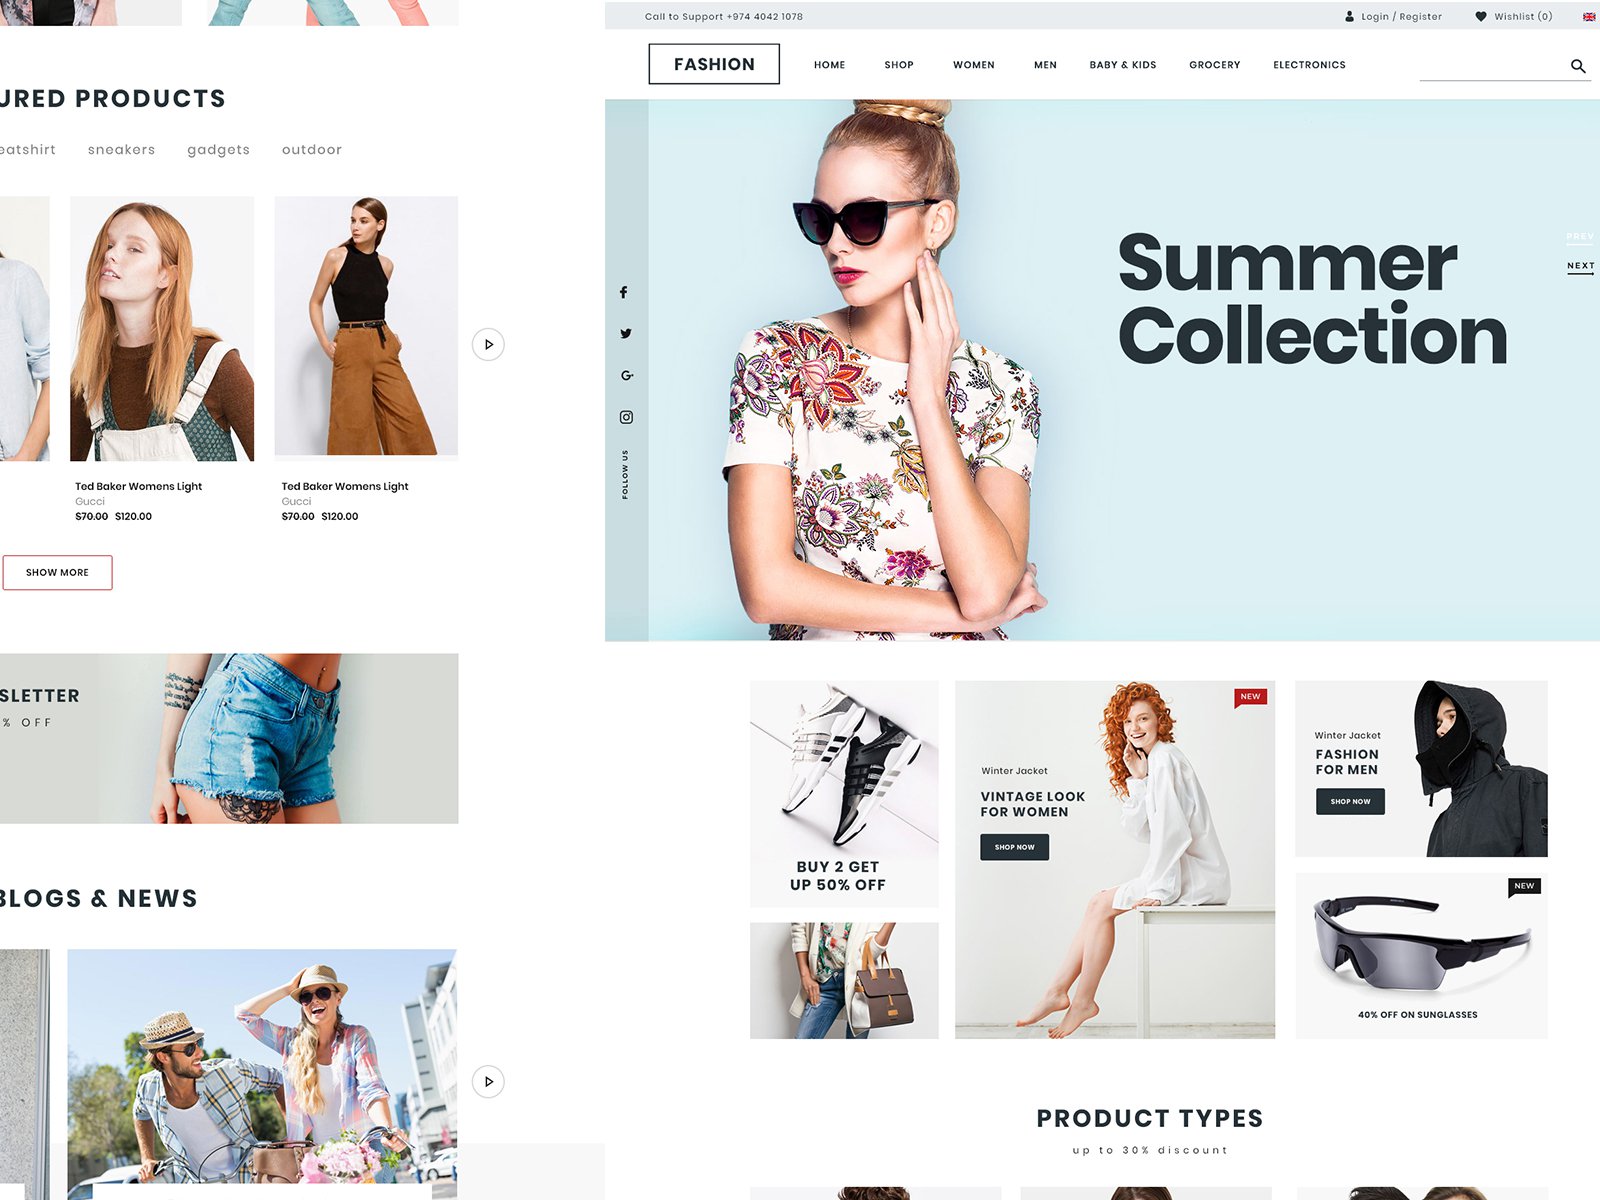 URED PRODUCTS
eatshirt sneakers gadgets outdoor
Ted Baker Womens Light
Gucci
$70.00 $120.00
Ted Baker Womens Light
Gucci
$70.00 $120.00
SHOW MORE
SLETTER
% OFF
BLOGS & NEWS
Call to Support +974 4042 1078
Login / Register
Wishlist (0)
FASHION
HOME SHOP WOMEN MEN BABY & KIDS GROCERY ELECTRONICS
FOLLOW US
Summer
Collection
PREV
NEXT
BUY 2 GET
UP 50% OFF
NEW
Winter Jacket
VINTAGE LOOK
FOR WOMEN
SHOP NOW
Winter Jacket
FASHION
FOR MEN
SHOP NOW
NEW
40% OFF ON SUNGLASSES
PRODUCT TYPES
up to 30% discount